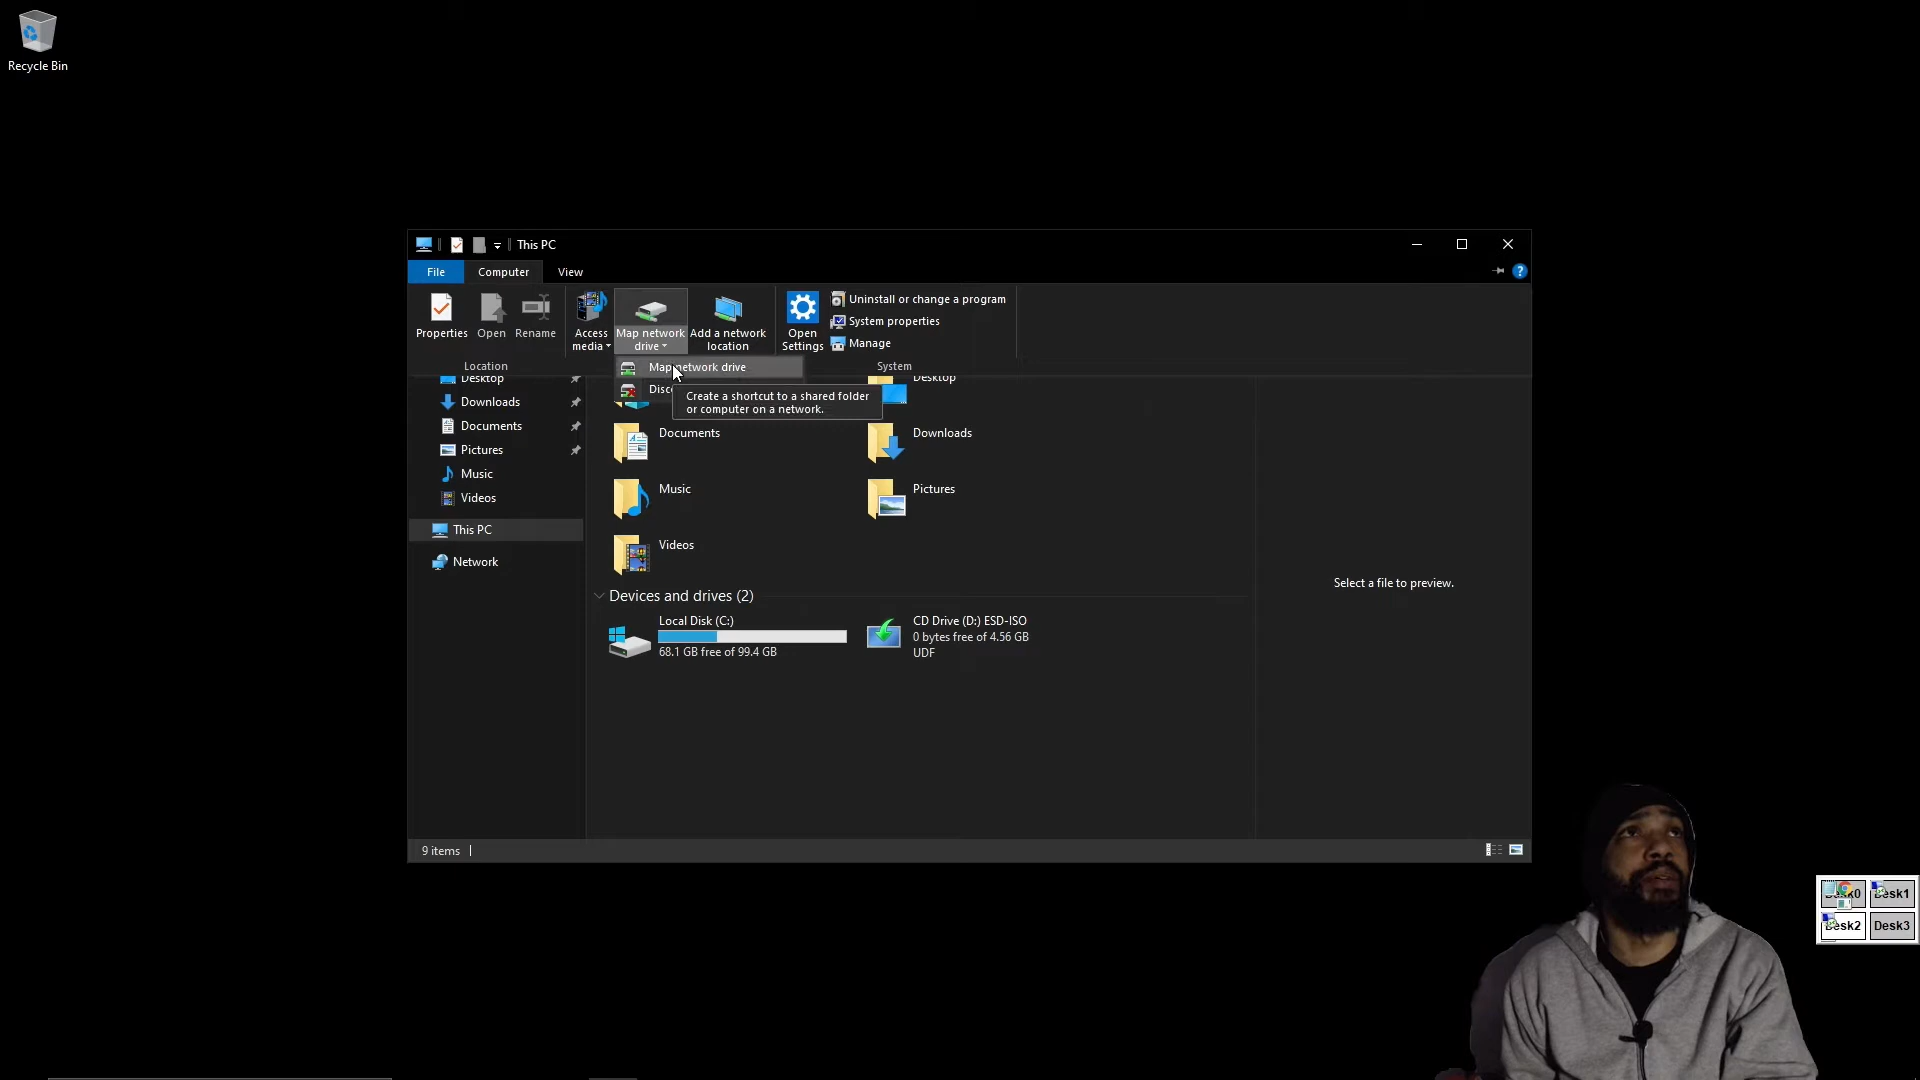 Recycle Bin
This PC
File
Computer
View
Properties
Open
Rename
Access
media
Map network
drive
Add a network
location
Open
Settings
Uninstall or change a program
System properties
Manage
Location
System
Map network drive
Disc
Create a shortcut to a shared folder
or computer on a network.
Desktop
Downloads
Documents
Pictures
Music
Videos
This PC
Network
Desktop
Documents
Downloads
Music
Pictures
Videos
Devices and drives (2)
Local Disk (C:)
68.1 GB free of 99.4 GB
CD Drive (D:) ESD-ISO
0 bytes free of 4.56 GB
UDF
Select a file to preview.
9 items
Desk1
Desk2
Desk3